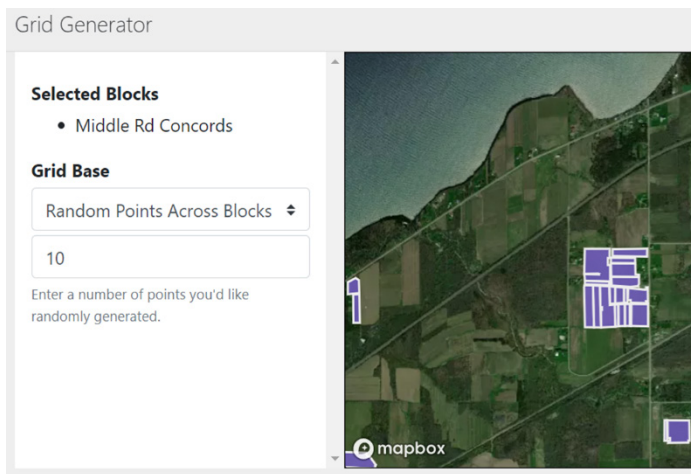 Grid Generator
Selected Blocks
• Middle Rd Concords
Grid Base
Random Points Across Blocks
10
Enter a number of points you'd like
randomly generated.
mapbox